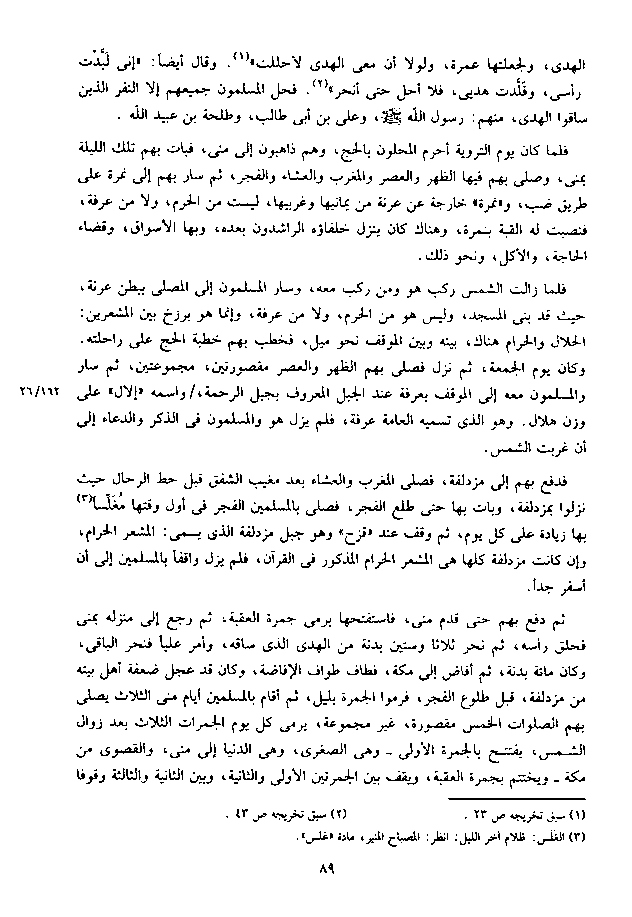 الهدى، ولجعلتها عمرة، ولولا أن معى الهدى لأحللت»(١). وقال أيضاً: «إنى لَبَّدْت
رأسى، وقَلَّدت هديى، فلا أحل حتى أنحر»(٢). فحل المسلمون جميعهم إلا النفر الذين
ساقوا الهدى، منهم: رسول الله ﷺ، وعلى بن أبى طالب، وطلحة بن عبيد الله .
فلما كان يوم التروية أحرم المحلون بالحج، وهم ذاهبون إلى منى، فبات بهم تلك الليلة
بمنى، وصلى بهم فيها الظهر والعصر والمغرب والعشاء والفجر، ثم سار بهم إلى نمرة على
طريق ضب، و«نمرة» خارجة عن عرنة من يمانيها وغربيها، ليست من الحرم، ولا من عرفة،
فنصبت له القبة بنمرة، وهناك كان ينزل خلفاؤه الراشدون بعده، وبها الأسواق، وقضاء
الحاجة، والأكل، ونحو ذلك.
فلما زالت الشمس ركب هو ومن ركب معه، وسار المسلمون إلى المصلى ببطن عرنة،
حيث قد بنى المسجد، وليس هو من الحرم، ولا من عرفة، وإنما هو برزخ بين المشعرين:
الحلال والحرام هناك، بينه وبين الموقف نحو ميل، فخطب بهم خطبة الحج على راحلته.
وكان يوم الجمعة، ثم نزل فصلى بهم الظهر والعصر مقصورتين، مجموعتين، ثم سار
والمسلمون معه إلى الموقف بعرفة عند الجبل المعروف بجبل الرحمة،/ واسمه «إلال» على
٢٦/١٦٢
وزن هلال. وهو الذى تسميه العامة عرفة، فلم يزل هو والمسلمون فى الذكر والدعاء إلى
أن غربت الشمس.
فدفع بهم إلى مزدلفة، فصلى المغرب والعشاء بعد مغيب الشفق قبل حط الرحال حيث
نزلوا بمزدلفة، وبات بها حتى طلع الفجر، فصلى بالمسلمين الفجر فى أول وقتها مُغَلِّساً(٣)
بها زيادة على كل يوم، ثم وقف عند «قزح» وهو جبل مزدلفة الذى يسمى: المشعر الحرام،
وإن كانت مزدلفة كلها هى المشعر الحرام المذكور فى القرآن، فلم يزل واقفاً بالمسلمين إلى أن
أسفر جداً.
ثم دفع بهم حتى قدم منى، فاستفتحها برمى جمرة العقبة، ثم رجع إلى منزله بمنى
فحلق رأسه، ثم نحر ثلاثا وستين بدنة من الهدى الذى ساقه، وأمر علياً فنحر الباقى،
وكان مائة بدنة، ثم أفاض إلى مكة، فطاف طواف الإفاضة، وكان قد عجل ضعفة أهل بيته
من مزدلفة، قبل طلوع الفجر، فرموا الجمرة بليل، ثم أقام بالمسلمين أيام منى الثلاث يصلى
بهم الصلوات الخمس مقصورة، غير مجموعة، يرمى كل يوم الجمرات الثلاث بعد زوال
الشمس، يفتتح بالجمرة الأولى ـ وهى الصغرى، وهى الدنيا إلى منى، والقصوى من
مكة ـ ويختتم بجمرة العقبة، ويقف بين الجمرتين الأولى والثانية، وبين الثانية والثالثة وقوفا
(١) سبق تخريجه ص ٢٣ . (٢) سبق تخريجه ص ٤٣ .
(٣) الغَلَس: ظلام آخر الليل: انظر: المصباح المنير، مادة «غلس».
٨٩